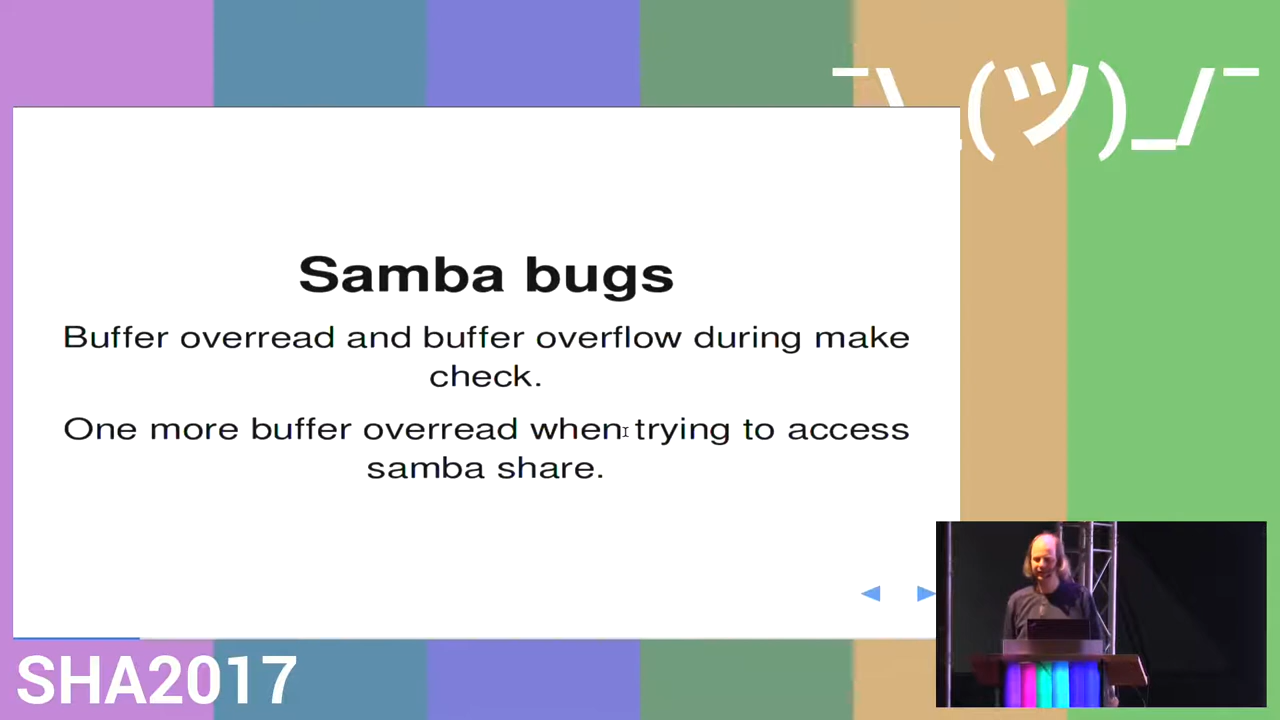 ¯\_(ツ)_/¯
Samba bugs
Buffer overread and buffer overflow during make
check.
One more buffer overread when trying to access
samba share.
SHA2017